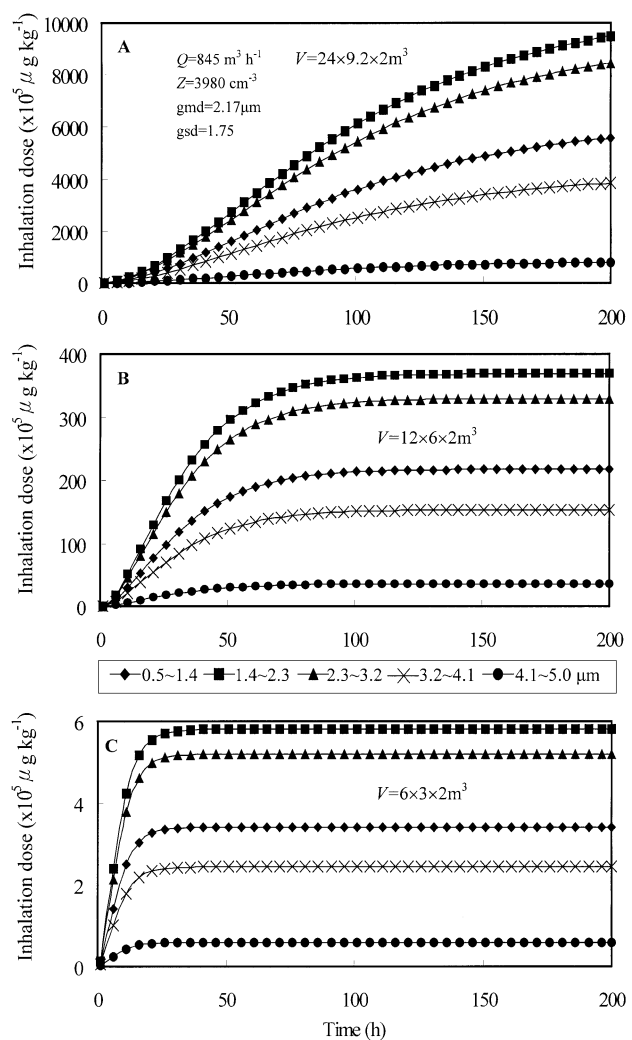 A
Q=845 m³ h⁻¹
V=24×9.2×2m³
Z=3980 cm⁻³
gmd=2.17μm
gsd=1.75
Inhalation dose (x10⁵ μg kg⁻¹)
10000
8000
6000
4000
2000
0
0 50 100 150 200
B
V=12×6×2m³
Inhalation dose (x10⁵ μg kg⁻¹)
400
300
200
100
0
0 50 100 150 200
0.5~1.4 1.4~2.3 2.3~3.2 3.2~4.1 4.1~5.0 μm
C
V=6×3×2m³
Inhalation dose (x10⁵ μg kg⁻¹)
6
4
2
0
0 50 100 150 200
Time (h)